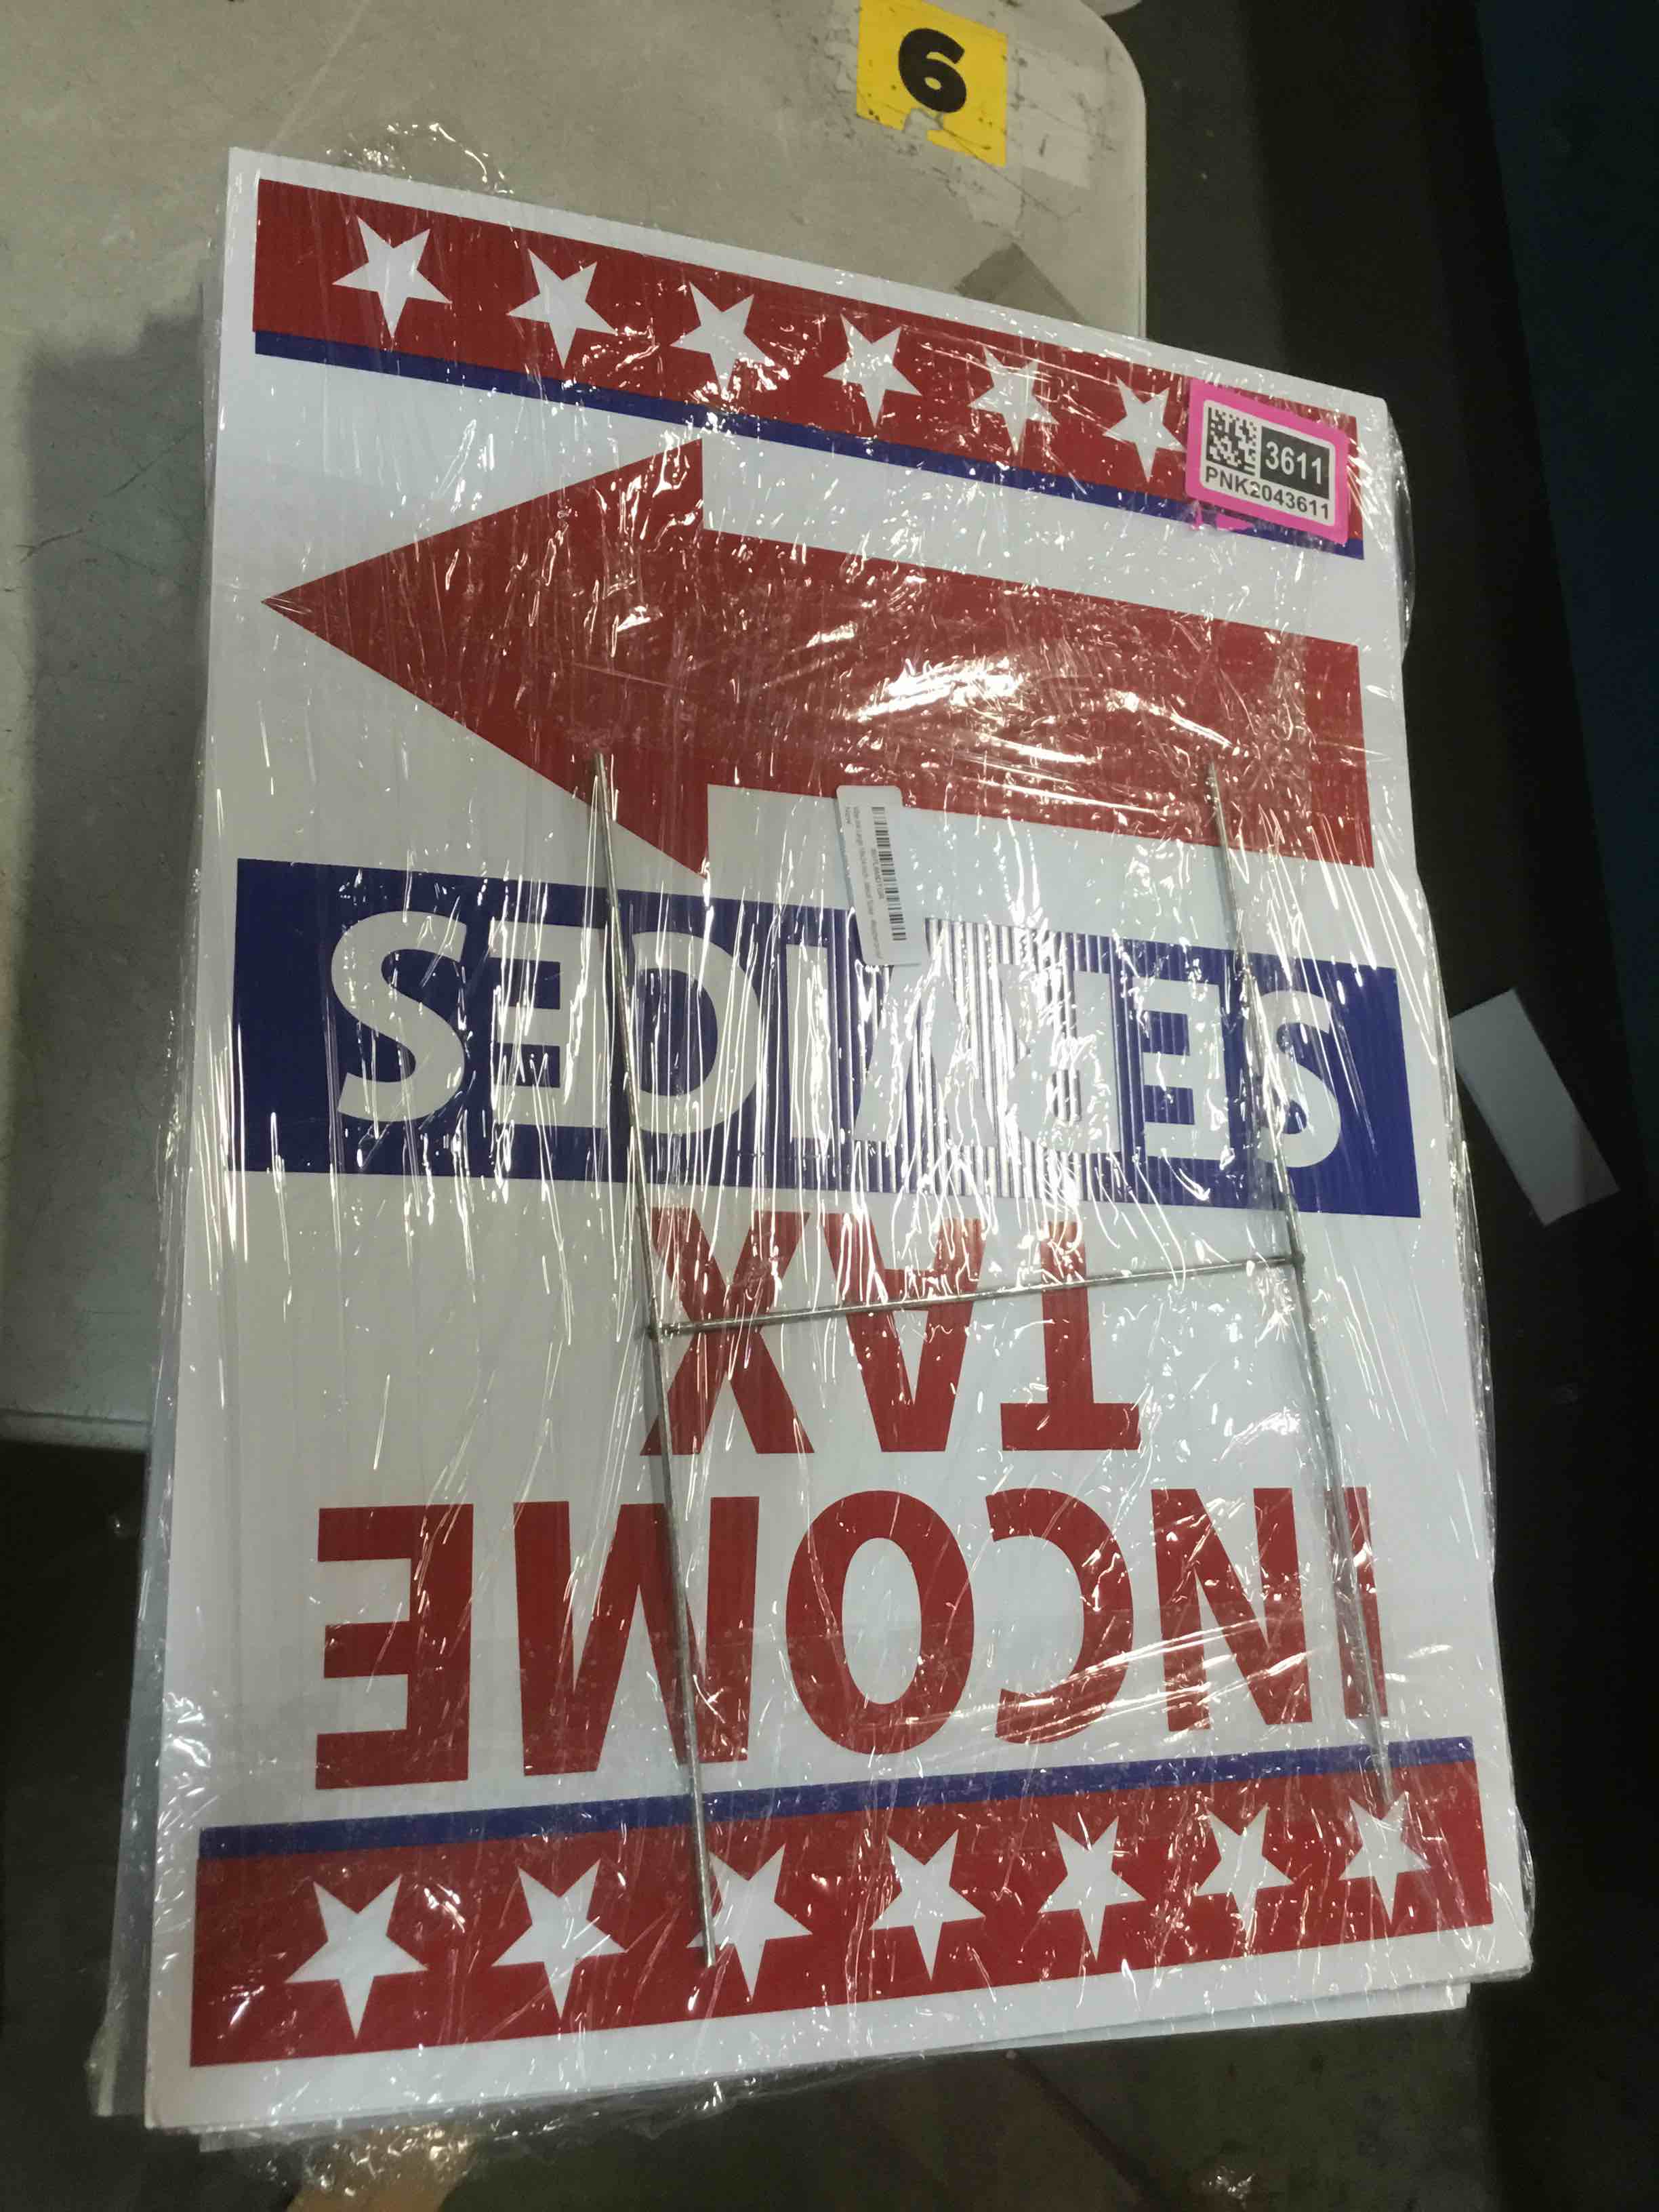 6
3611
PNK2043611
INCOME
TAX
SERVICES